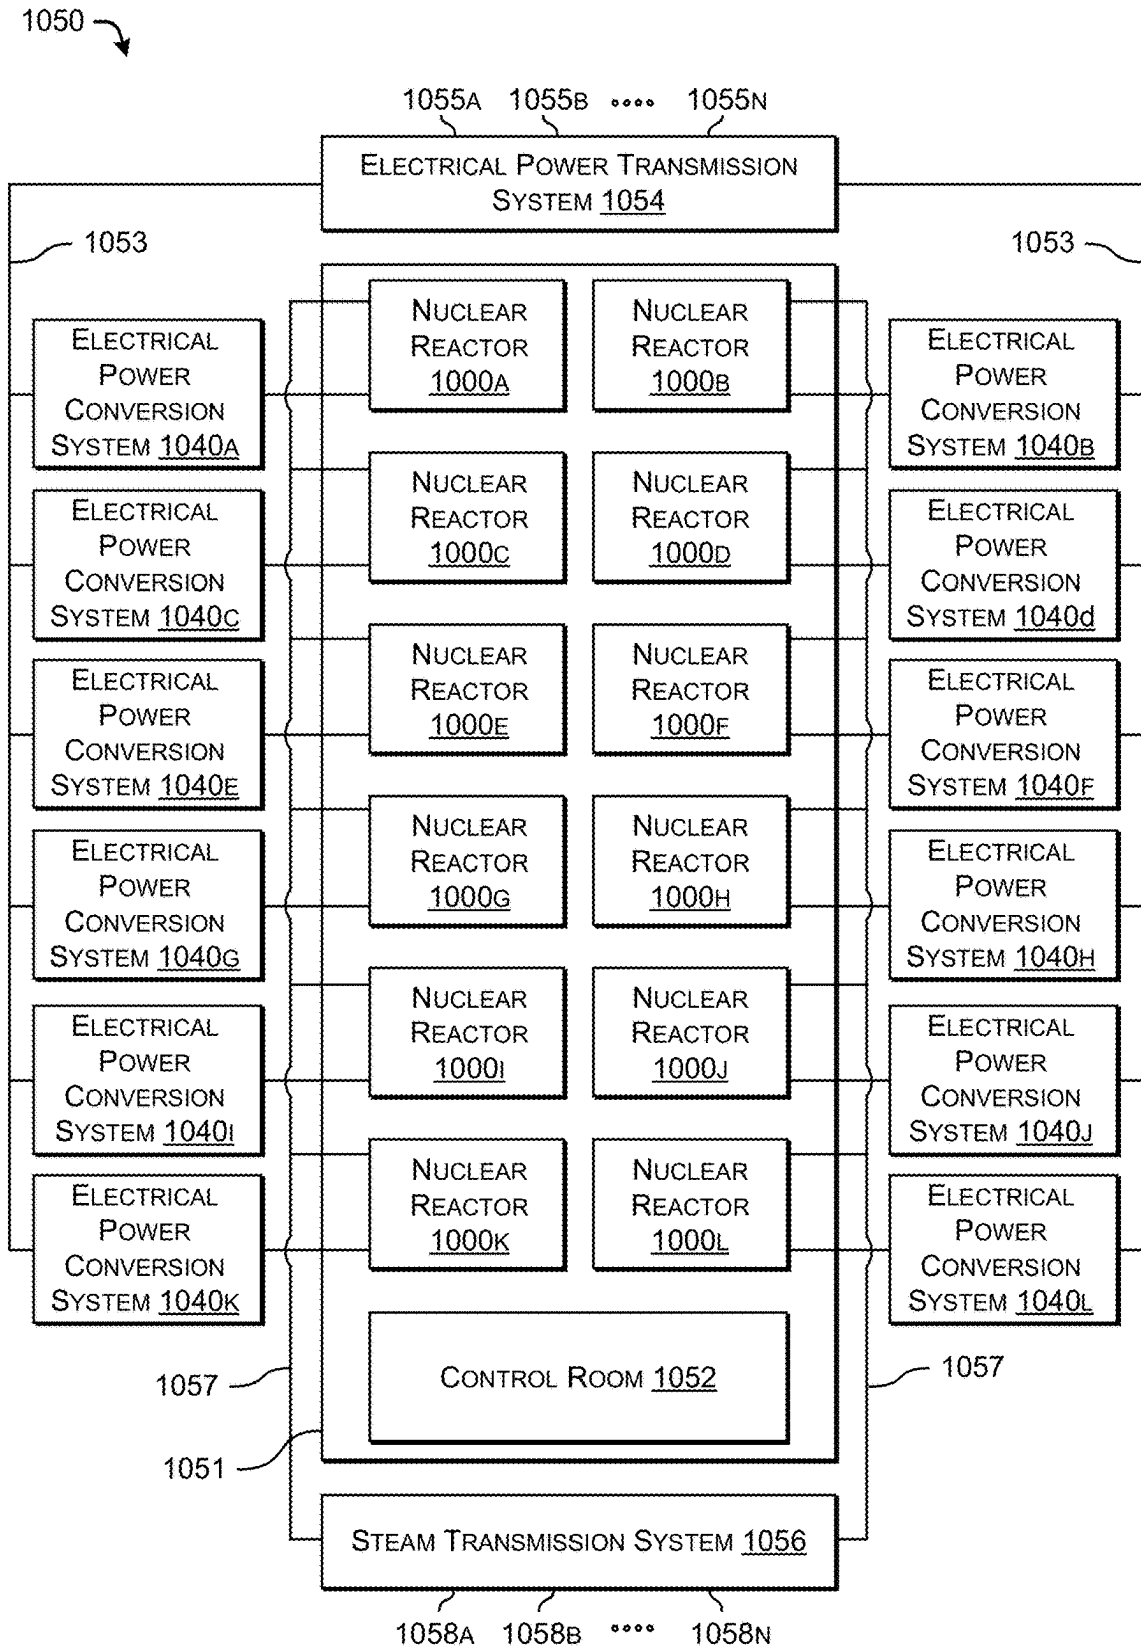 1050
1055A 1055B 1055N
ELECTRICAL POWER TRANSMISSION
SYSTEM 1054
1053
1053
ELECTRICAL
POWER
CONVERSION
SYSTEM 1040A
NUCLEAR
REACTOR
1000A
NUCLEAR
REACTOR
1000B
ELECTRICAL
POWER
CONVERSION
SYSTEM 1040B
ELECTRICAL
POWER
CONVERSION
SYSTEM 1040C
NUCLEAR
REACTOR
1000C
NUCLEAR
REACTOR
1000D
ELECTRICAL
POWER
CONVERSION
SYSTEM 1040d
ELECTRICAL
POWER
CONVERSION
SYSTEM 1040E
NUCLEAR
REACTOR
1000E
NUCLEAR
REACTOR
1000F
ELECTRICAL
POWER
CONVERSION
SYSTEM 1040F
ELECTRICAL
POWER
CONVERSION
SYSTEM 1040G
NUCLEAR
REACTOR
1000G
NUCLEAR
REACTOR
1000H
ELECTRICAL
POWER
CONVERSION
SYSTEM 1040H
ELECTRICAL
POWER
CONVERSION
SYSTEM 1040I
NUCLEAR
REACTOR
1000I
NUCLEAR
REACTOR
1000J
ELECTRICAL
POWER
CONVERSION
SYSTEM 1040J
ELECTRICAL
POWER
CONVERSION
SYSTEM 1040K
NUCLEAR
REACTOR
1000K
NUCLEAR
REACTOR
1000L
ELECTRICAL
POWER
CONVERSION
SYSTEM 1040L
CONTROL ROOM 1052
1057
1057
1051
STEAM TRANSMISSION SYSTEM 1056
1058A 1058B 1058N